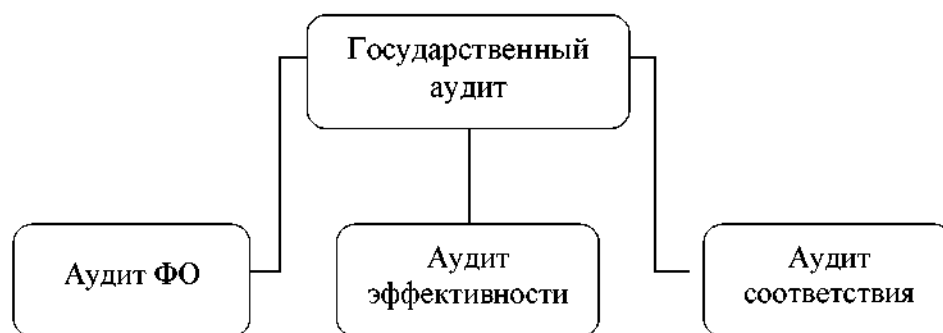 Государственный
аудит
Аудит ФО
Аудит
эффективности
Аудит
соответствия